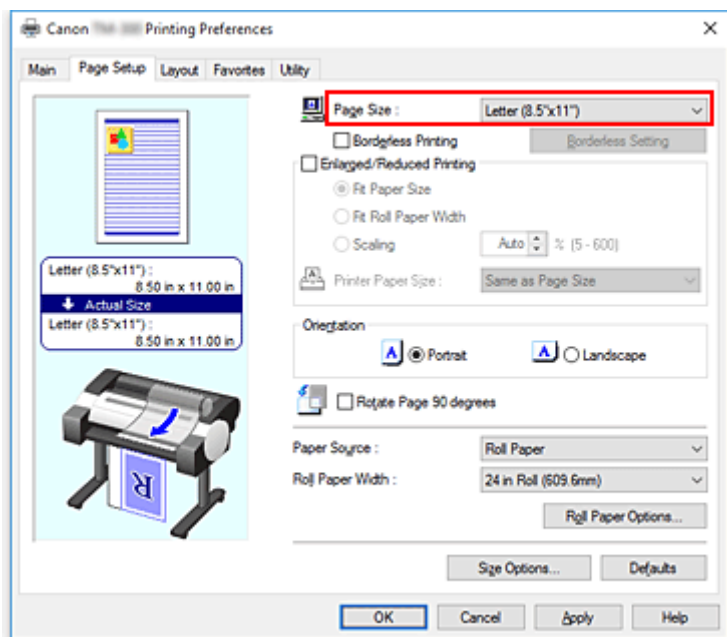 Canon Printing Preferences
Main Page Setup Layout Favorites Utility
Page Size : Letter (8.5"x11")
Borderless Printing Borderless Setting
Enlarged/Reduced Printing
Fit Paper Size
Fit Roll Paper Width
Scaling Auto % (5 - 600)
Printer Paper Size : Same as Page Size
Letter (8.5"x11") :
8.50 in x 11.00 in
Actual Size
Letter (8.5"x11") :
8.50 in x 11.00 in
Orientation
A Portrait A Landscape
Rotate Page 90 degrees
Paper Source : Roll Paper
Roll Paper Width : 24 in Roll (609.6mm)
R
Roll Paper Options...
Size Options... Defaults
OK Cancel Apply Help